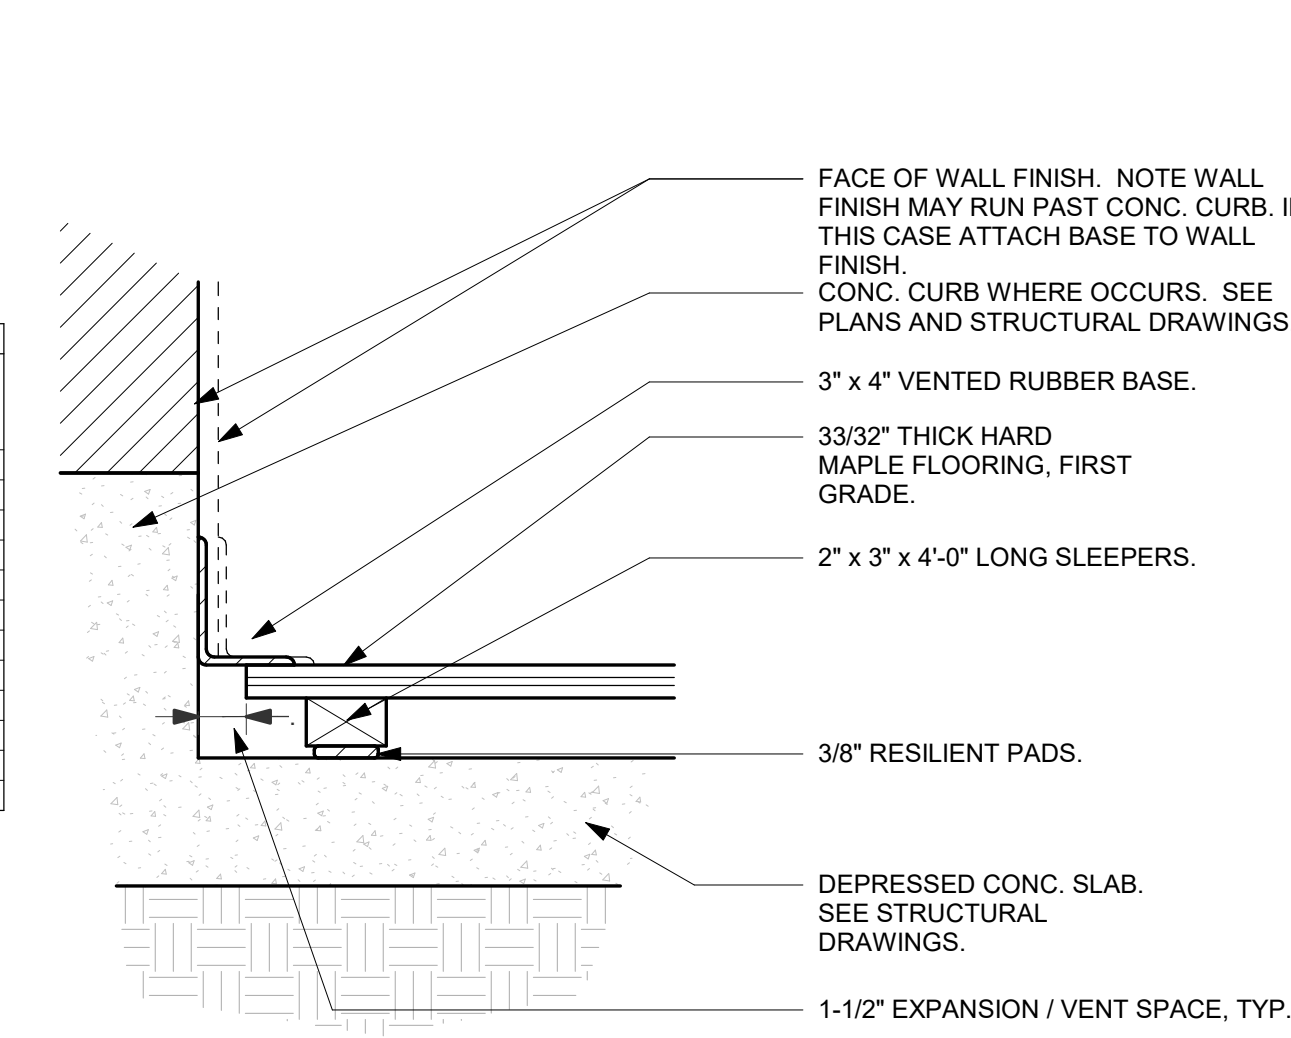 FACE OF WALL FINISH. NOTE WALL
FINISH MAY RUN PAST CONC. CURB.
THIS CASE ATTACH BASE TO WALL
FINISH.
CONC. CURB WHERE OCCURS. SEE
PLANS AND STRUCTURAL DRAWINGS
3" x 4" VENTED RUBBER BASE.
33/32" THICK HARD
MAPLE FLOORING, FIRST
GRADE.
2" x 3" x 4'-0" LONG SLEEPERS.
3/8" RESILIENT PADS.
DEPRESSED CONC. SLAB.
SEE STRUCTURAL
DRAWINGS.
1-1/2" EXPANSION / VENT SPACE, TYP.